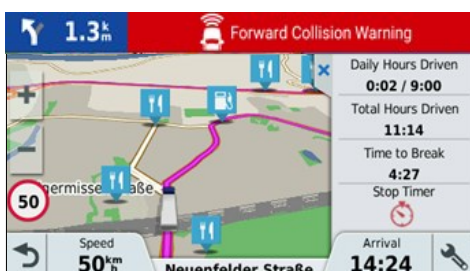 1.3 km
Forward Collision Warning
Daily Hours Driven
0:02 / 9:00
Total Hours Driven
11:14
Time to Break
4:27
Stop Timer
50
Speed
50 km/h
Neuenfelder Straße
Arrival
14:24